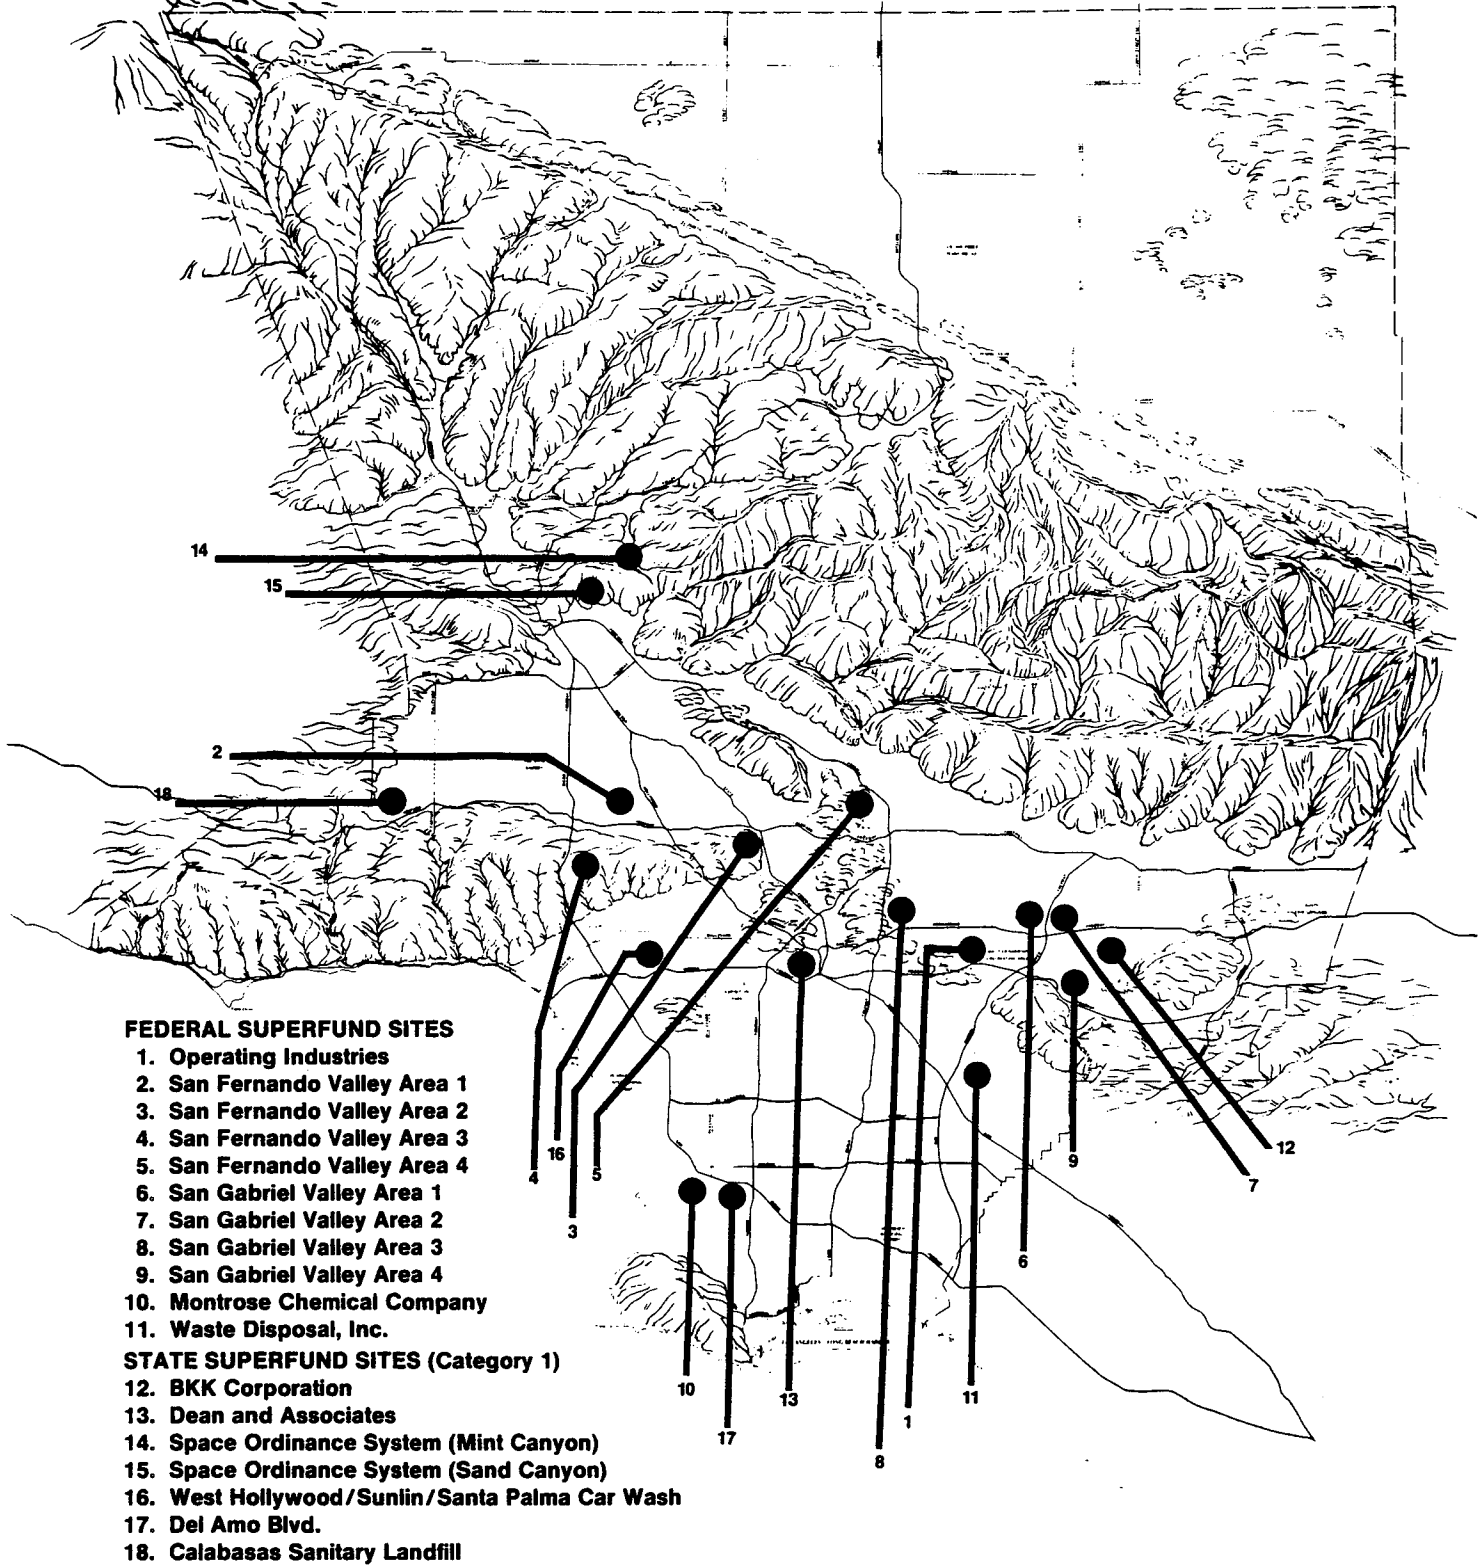 14
15
2
18
FEDERAL SUPERFUND SITES
1. Operating Industries
2. San Fernando Valley Area 1
3. San Fernando Valley Area 2
4. San Fernando Valley Area 3
5. San Fernando Valley Area 4
6. San Gabriel Valley Area 1
7. San Gabriel Valley Area 2
8. San Gabriel Valley Area 3
9. San Gabriel Valley Area 4
10. Montrose Chemical Company
11. Waste Disposal, Inc.
STATE SUPERFUND SITES (Category 1)
12. BKK Corporation
13. Dean and Associates
14. Space Ordinance System (Mint Canyon)
15. Space Ordinance System (Sand Canyon)
16. West Hollywood/Sunlin/Santa Palma Car Wash
17. Del Amo Blvd.
18. Calabasas Sanitary Landfill
4
16
3
5
10
17
13
8
1
11
6
9
7
12